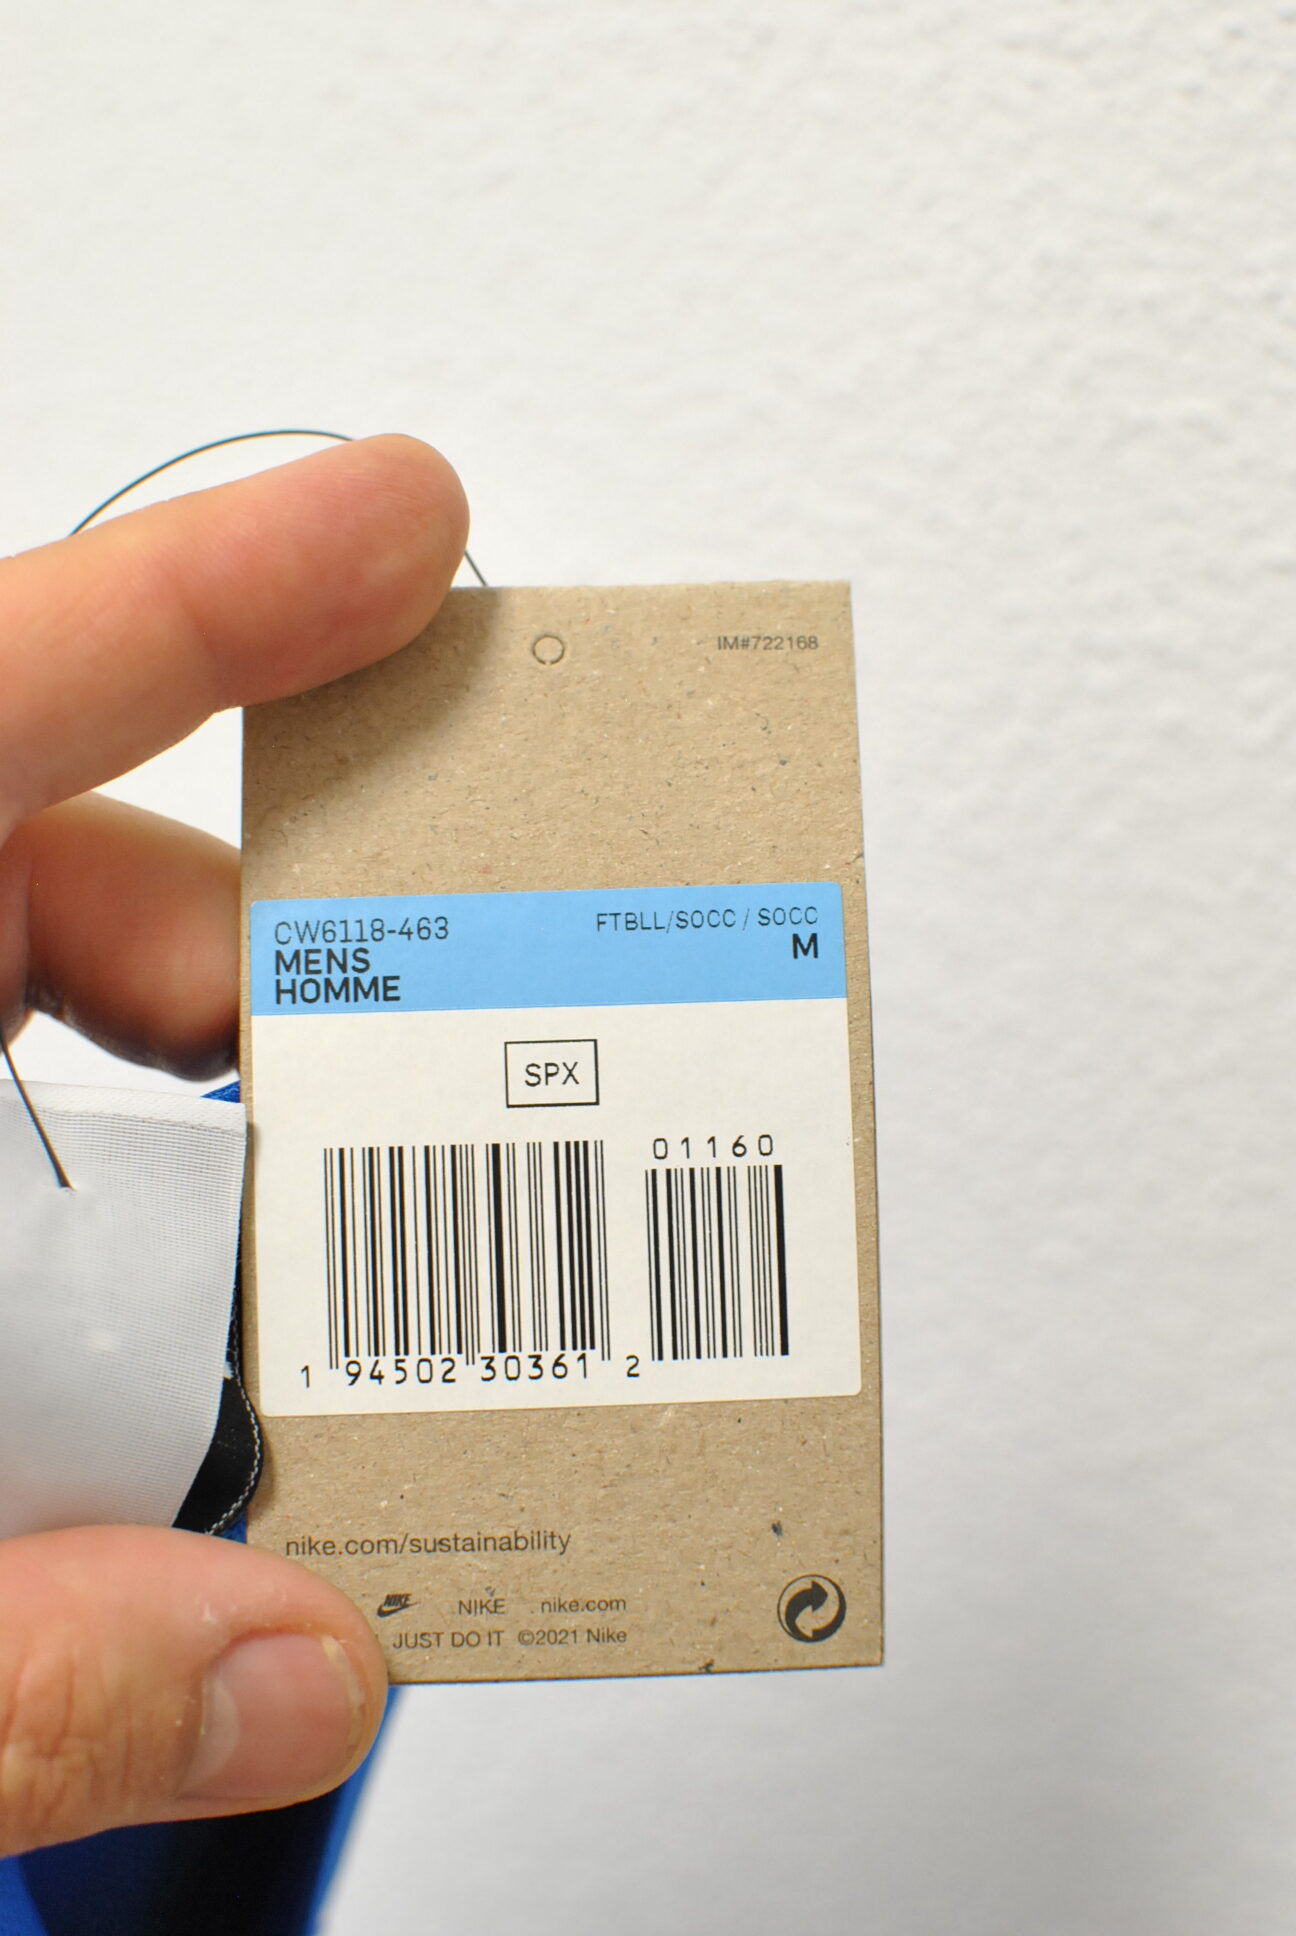 IM#722168
CW6118-463
FTBLL/SOCC / SOCC
MENS
M
HOMME
SPX
01160
1 94502 30361 2
nike.com/sustainability
NIKE NIKE nike.com
JUST DO IT ©2021 Nike